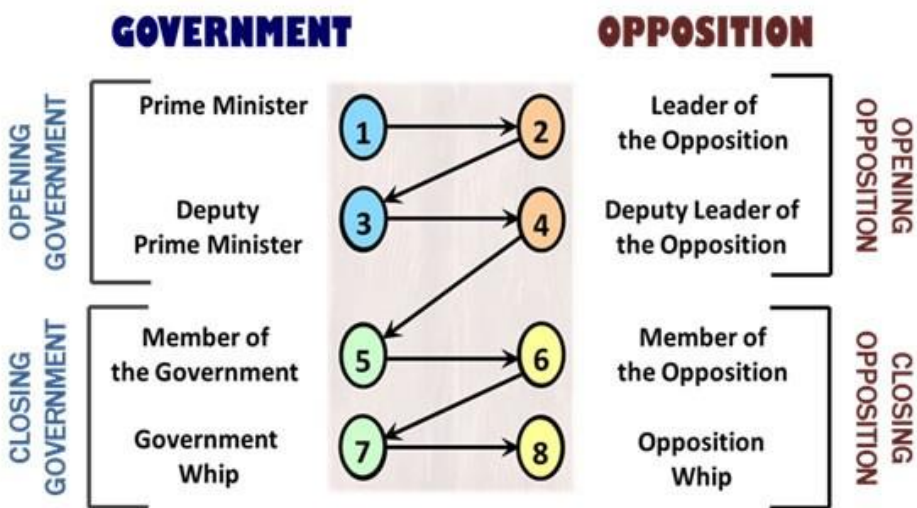 GOVERNMENT
OPPOSITION
OPENING
GOVERNMENT
Prime Minister
1
2
Leader of
the Opposition
OPENING
OPPOSITION
Deputy
Prime Minister
3
4
Deputy Leader of
the Opposition
CLOSING
GOVERNMENT
Member of
the Government
5
6
Member of
the Opposition
CLOSING
OPPOSITION
Government
Whip
7
8
Opposition
Whip